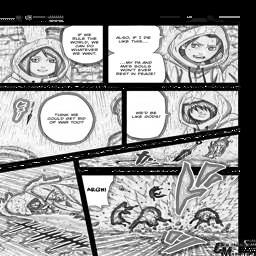 IF WE
RULE THE
WORLD, WE
CAN DO
WHATEVER
WE WANT.
ALSO, IF I DIE
LIKE THIS...
...MY PA AND
MA'S SOULS
WON'T EVER
REST IN PEACE!
THINK WE
COULD GET RID
OF WAR TOO?
WE'D BE
LIKE GODS!
ARGH!